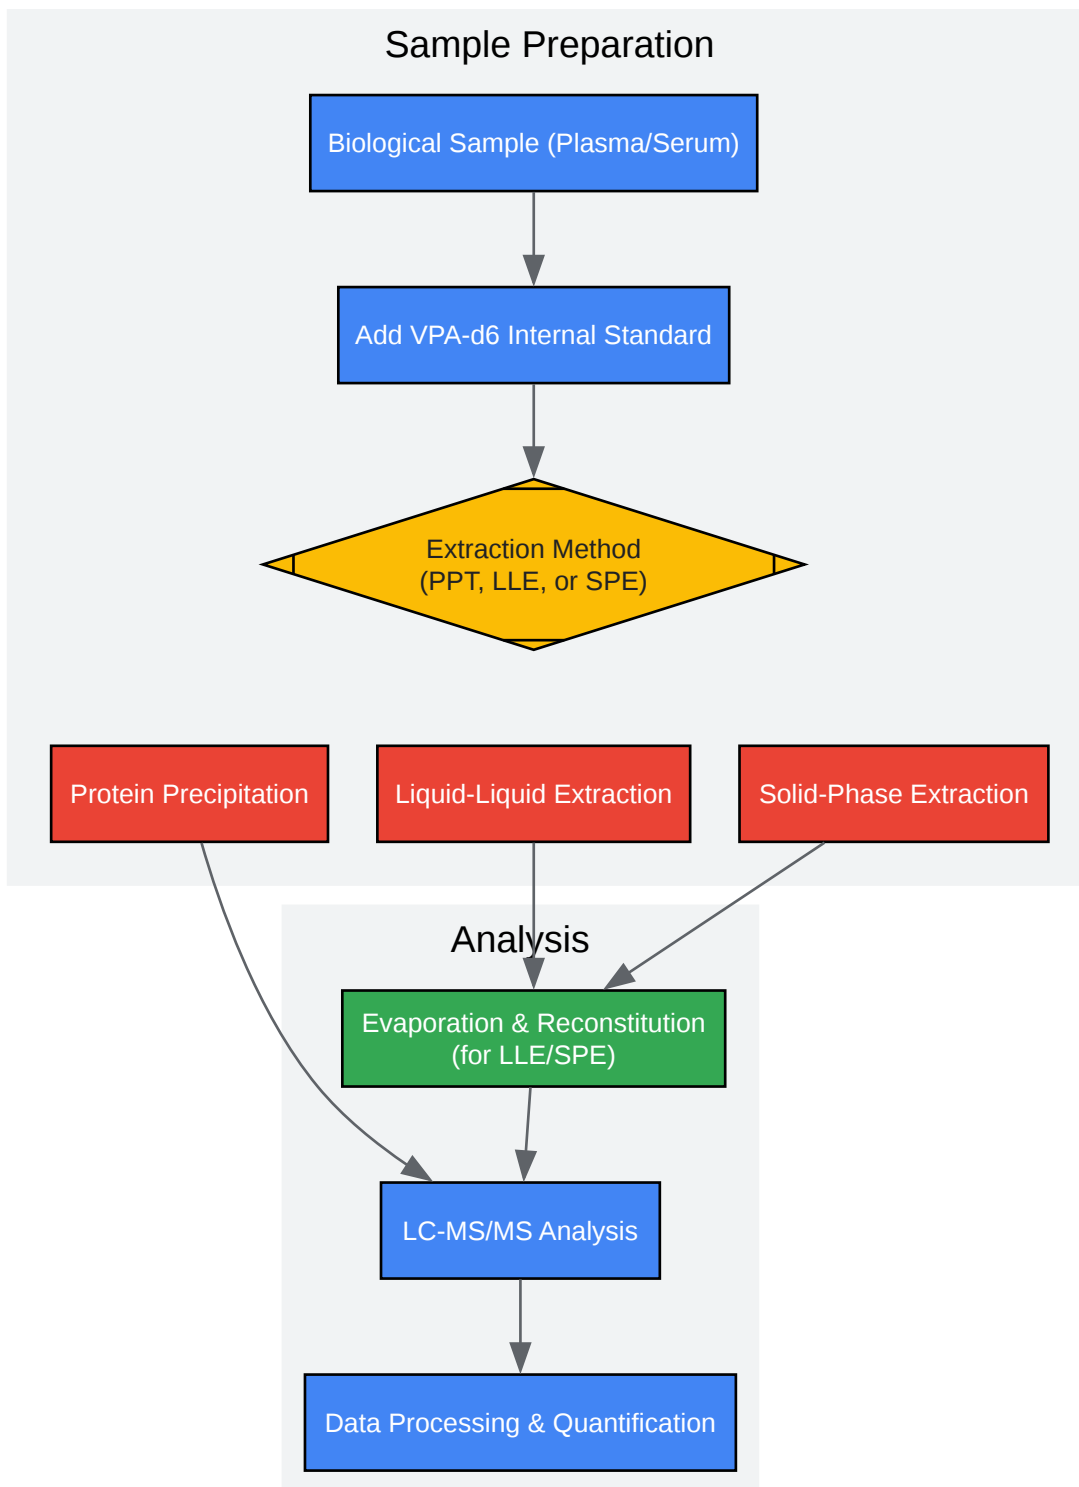 Sample Preparation
Biological Sample (Plasma/Serum)
Add VPA-d6 Internal Standard
Extraction Method
(PPT, LLE, or SPE)
Protein Precipitation
Liquid-Liquid Extraction
Solid-Phase Extraction
Analysis
Evaporation & Reconstitution
(for LLE/SPE)
LC-MS/MS Analysis
Data Processing & Quantification